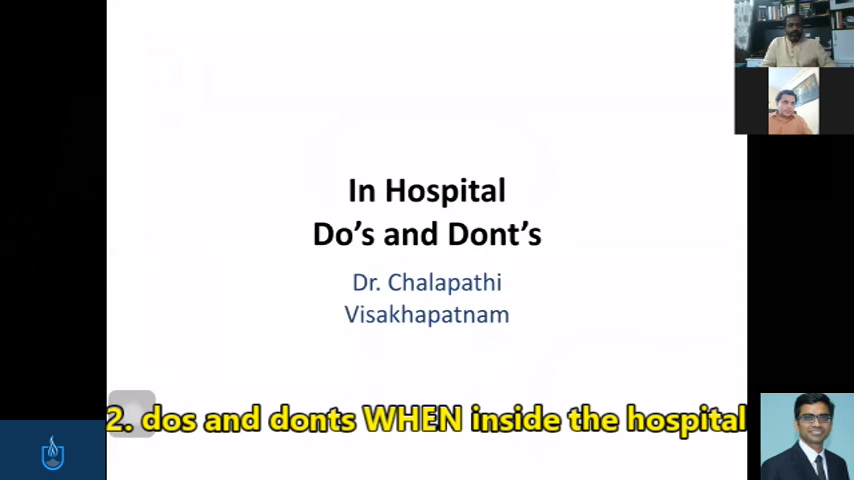 In Hospital
Do's and Dont's
Dr. Chalapathi
Visakhapatnam
2. dos and donts WHEN inside the hospital